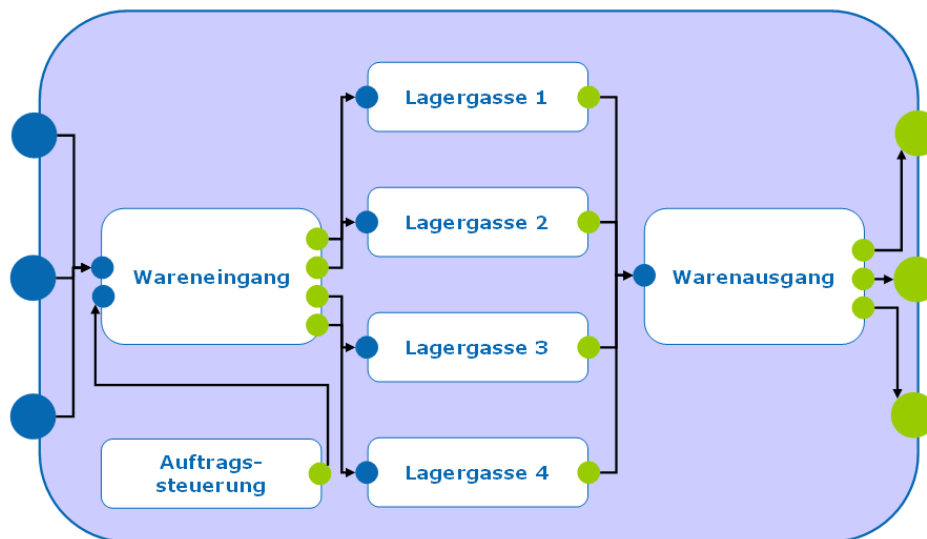 Lagergasse 1
Lagergasse 2
Wareneingang
Warenausgang
Lagergasse 3
Auftrags-
steuerung
Lagergasse 4